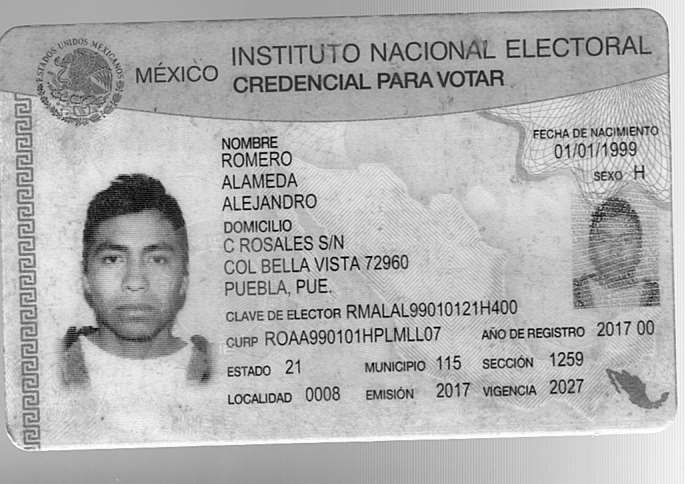 ESTADOS UNIDOS MEXICANOS
MÉXICO INSTITUTO NACIONAL ELECTORAL
CREDENCIAL PARA VOTAR
NOMBRE
ROMERO
ALAMEDA
ALEJANDRO
FECHA DE NACIMIENTO
01/01/1999
SEXO H
DOMICILIO
C ROSALES S/N
COL BELLA VISTA 72960
PUEBLA, PUE.
CLAVE DE ELECTOR RMALAL99010121H400
CURP ROAA990101HPLMLL07 AÑO DE REGISTRO 2017 00
ESTADO 21 MUNICIPIO 115 SECCIÓN 1259
LOCALIDAD 0008 EMISIÓN 2017 VIGENCIA 2027